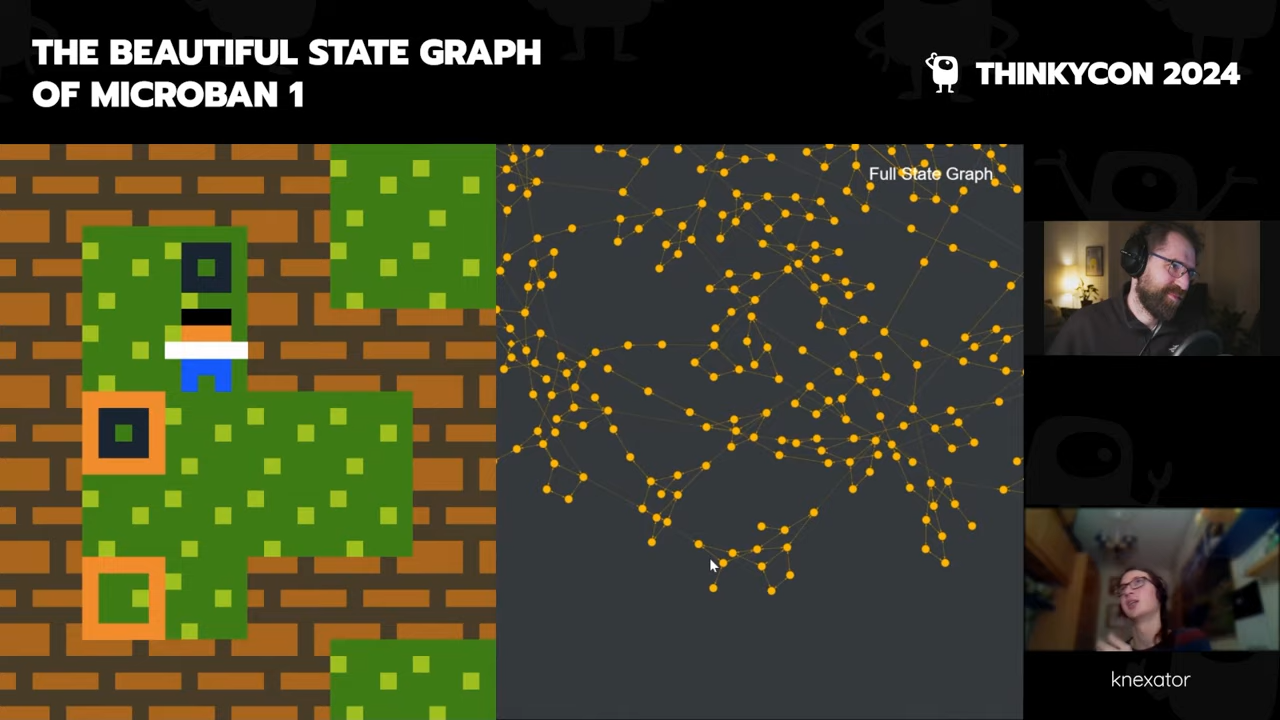 THE BEAUTIFUL STATE GRAPH
OF MICROBAN 1
THINKYCON 2024
Full State Graph
knexator